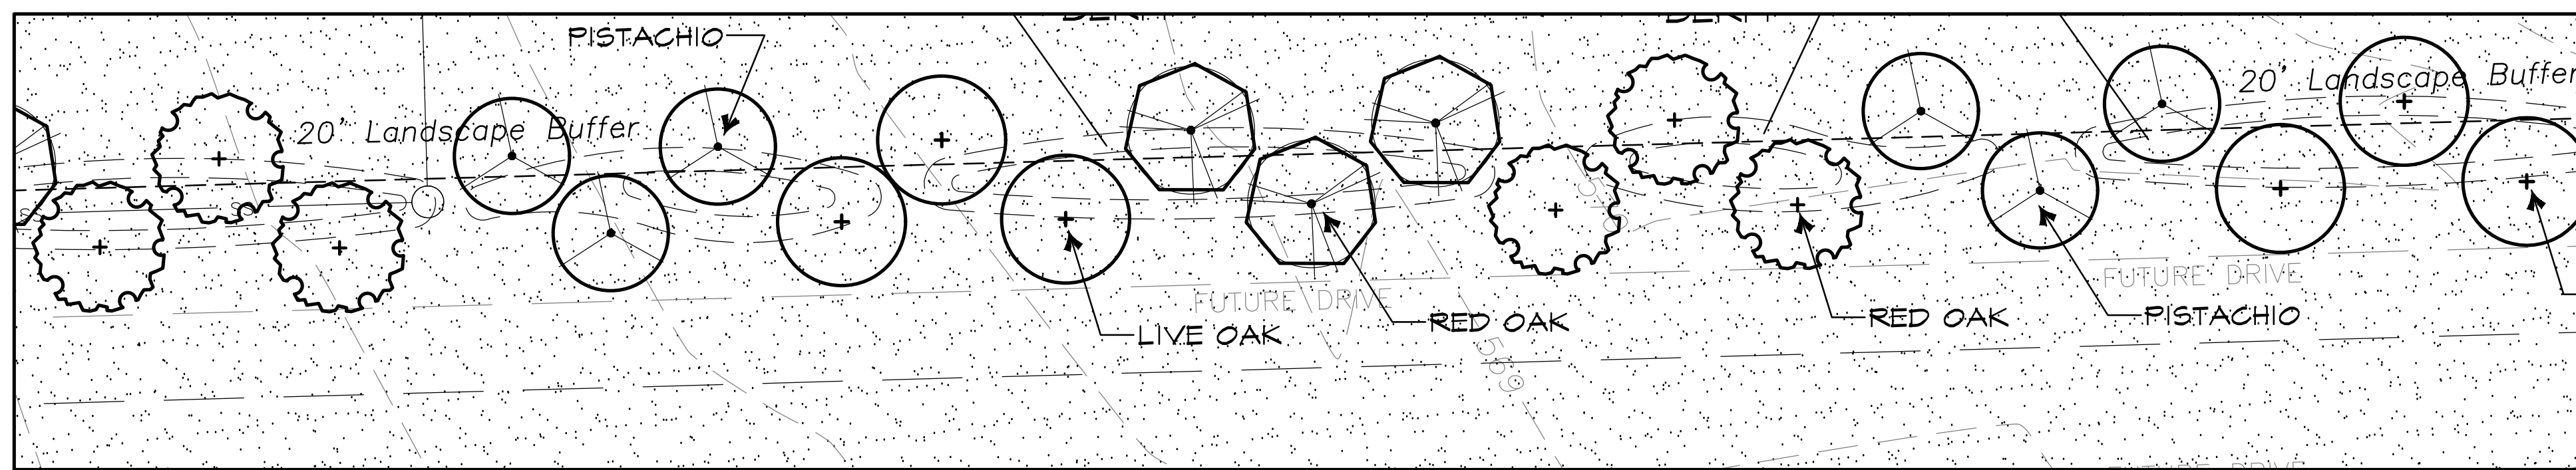 PISTACHIO
20' Landscape Buffer
20' Landscape Buffer
FUTURE DRIVE
LIVE OAK
RED OAK
RED OAK
FUTURE DRIVE
PISTACHIO
569